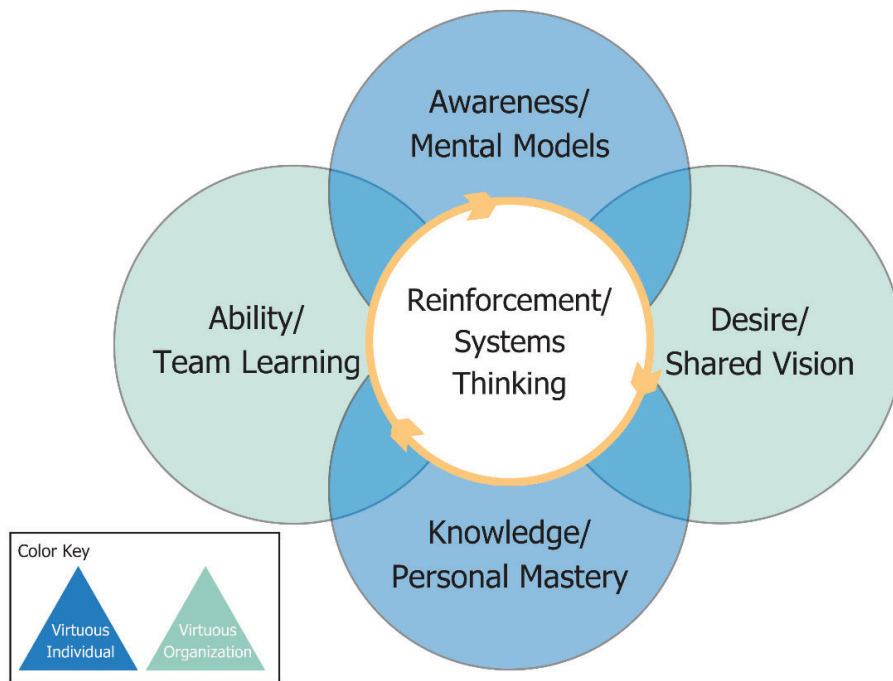 Awareness/
Mental Models
Ability/
Team Learning
Reinforcement/
Systems
Thinking
Desire/
Shared Vision
Knowledge/
Personal Mastery
Color Key
Virtuous
Individual
Virtuous
Organization